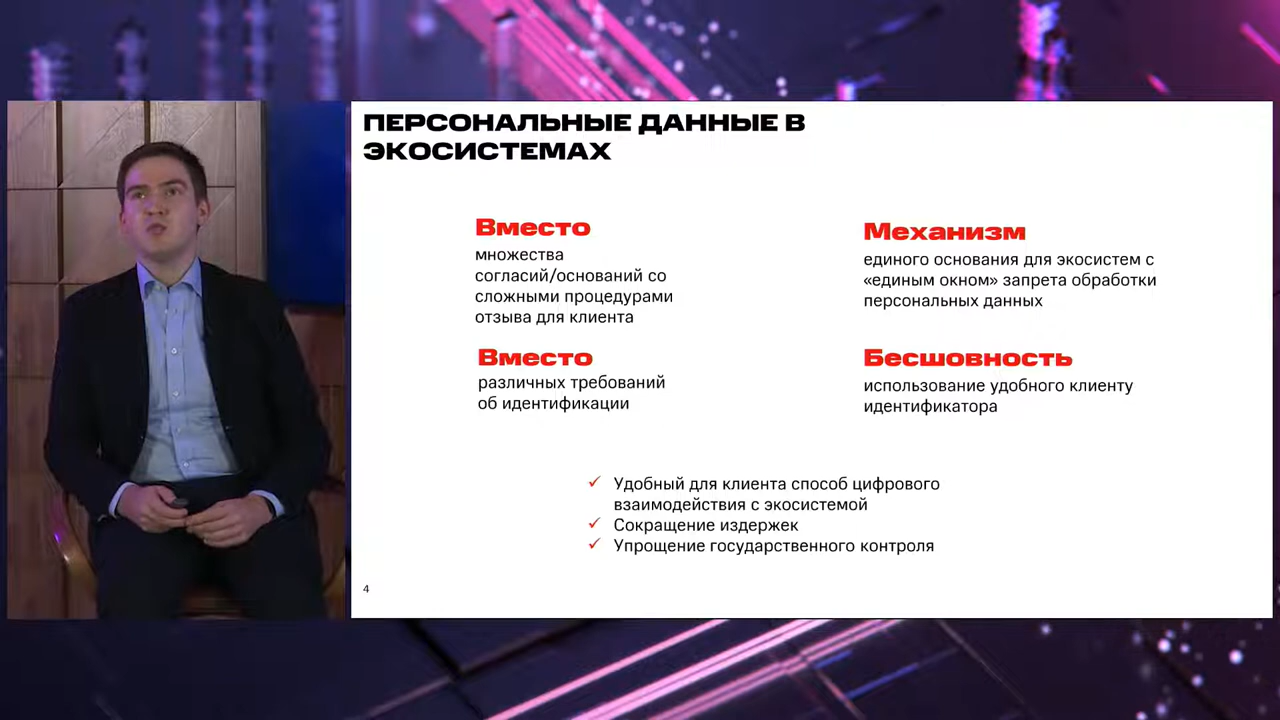 ПЕРСОНАЛЬНЫЕ ДАННЫЕ В
ЭКОСИСТЕМАХ
Вместо
множества
согласий/оснований со
сложными процедурами
отзыва для клиента
Механизм
единого основания для экосистем с
«единым окном» запрета обработки
персональных данных
Вместо
различных требований
об идентификации
Бесшовность
использование удобного клиенту
идентификатора
✓ Удобный для клиента способ цифрового
взаимодействия с экосистемой
✓ Сокращение издержек
✓ Упрощение государственного контроля
4